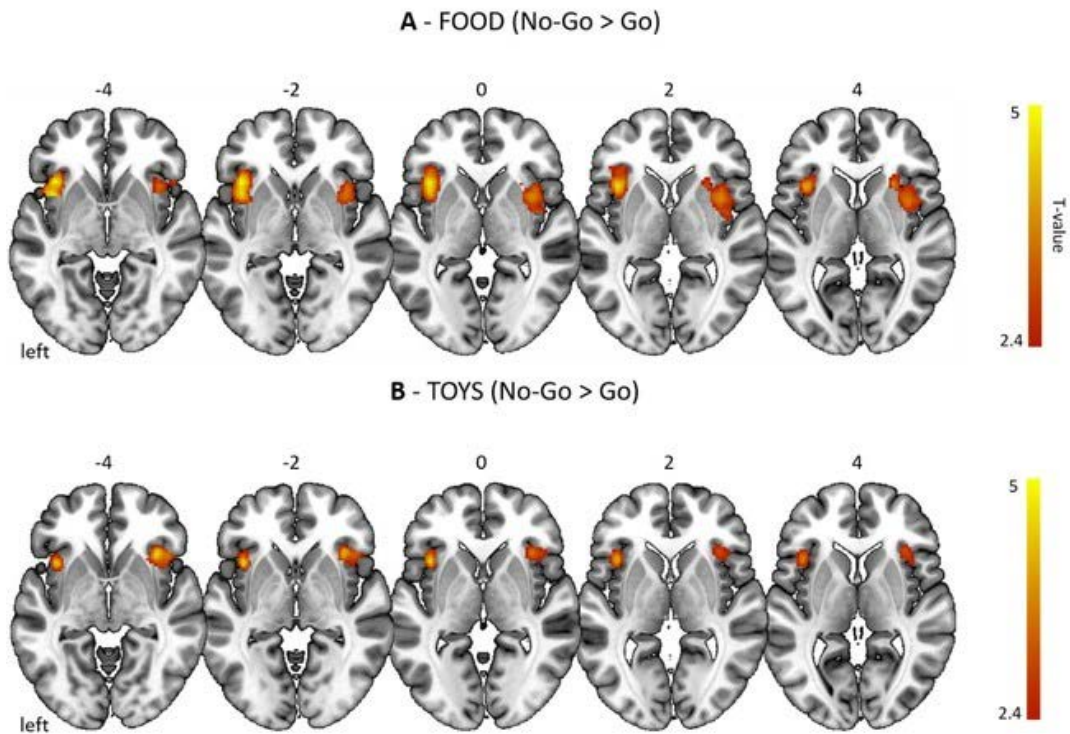 A - FOOD (No-Go > Go)
-4 -2 0 2 4
5
T-value
2.4
left
B - TOYS (No-Go > Go)
-4 -2 0 2 4
5
2.4
left